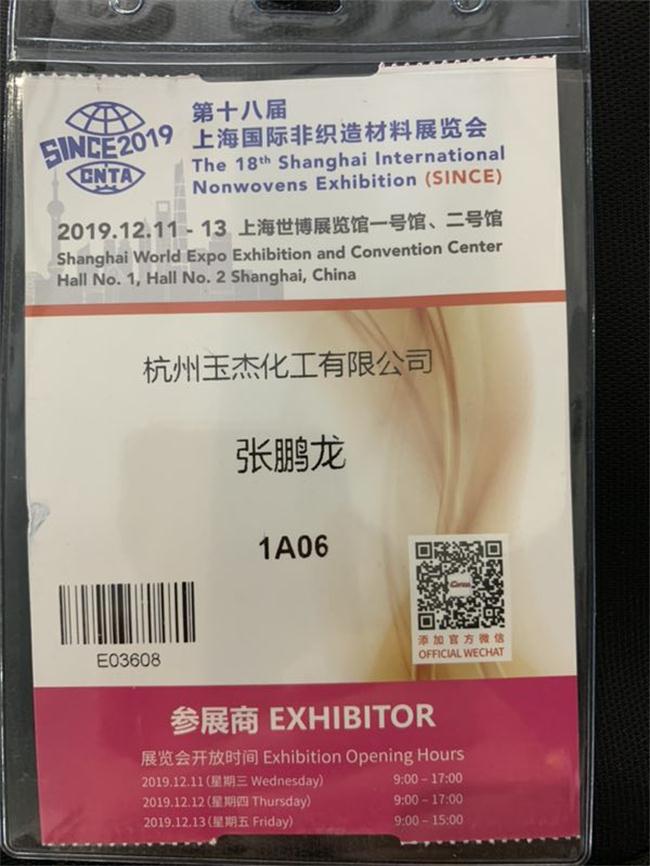 SINCE2019
CNTA
第十八届
上海国际非织造材料展览会
The 18th Shanghai International
Nonwovens Exhibition (SINCE)
2019.12.11 - 13 上海世博展览馆一号馆、二号馆
Shanghai World Expo Exhibition and Convention Center
Hall No. 1, Hall No. 2 Shanghai, China
杭州玉杰化工有限公司
张鹏龙
1A06
E03608
添加官方微信
OFFICIAL WECHAT
参展商 EXHIBITOR
展览会开放时间 Exhibition Opening Hours
2019.12.11(星期三 Wednesday) 9:00 – 17:00
2019.12.12(星期四 Thursday) 9:00 – 17:00
2019.12.13(星期五 Friday) 9:00 – 15:00